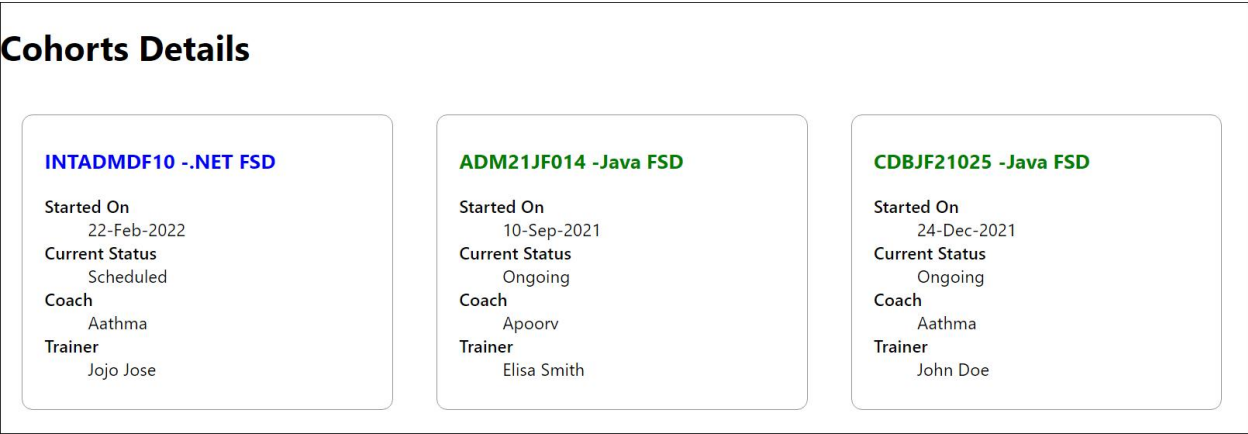 Cohorts Details
INTADMDF10 -.NET FSD
Started On
22-Feb-2022
Current Status
Scheduled
Coach
Aathma
Trainer
Jojo Jose
ADM21JF014 -Java FSD
Started On
10-Sep-2021
Current Status
Ongoing
Coach
Apoorv
Trainer
Elisa Smith
CDBJF21025 -Java FSD
Started On
24-Dec-2021
Current Status
Ongoing
Coach
Aathma
Trainer
John Doe